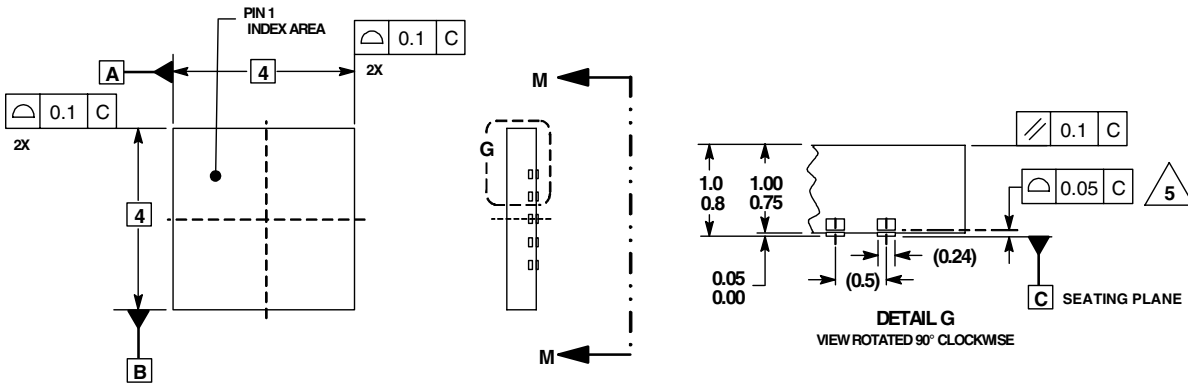 PIN 1
INDEX AREA
⌓ 0.1 C
2X
A
4
⌓ 0.1 C
2X
4
B
G
M
M
1.0
0.8
1.00
0.75
0.05
0.00
(0.5)
(0.24)
// 0.1 C
⌓ 0.05 C
5
C SEATING PLANE
DETAIL G
VIEW ROTATED 90° CLOCKWISE